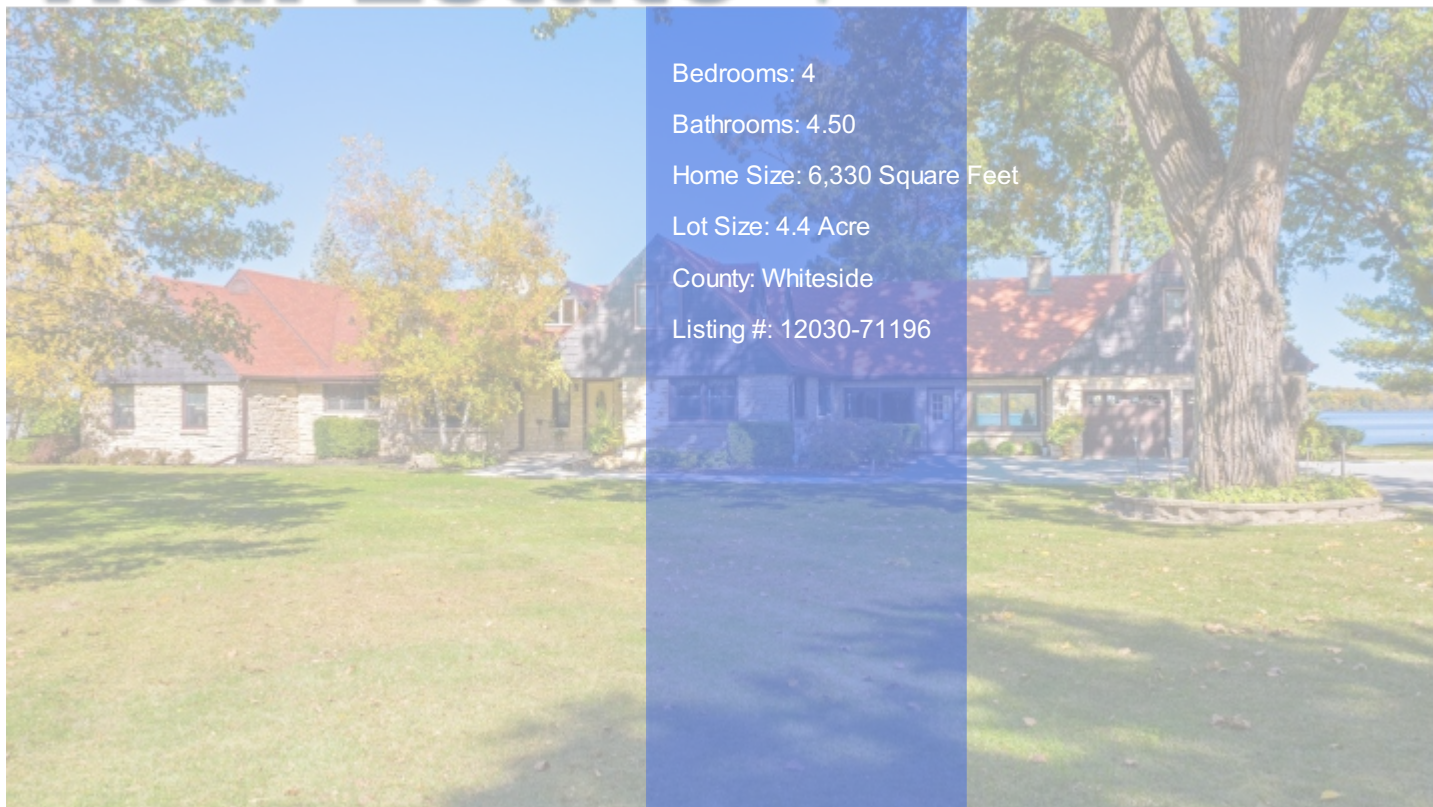 Bedrooms: 4
Bathrooms: 4.50
Home Size: 6,330 Square Feet
Lot Size: 4.4 Acre
County: Whiteside
Listing #: 12030-71196